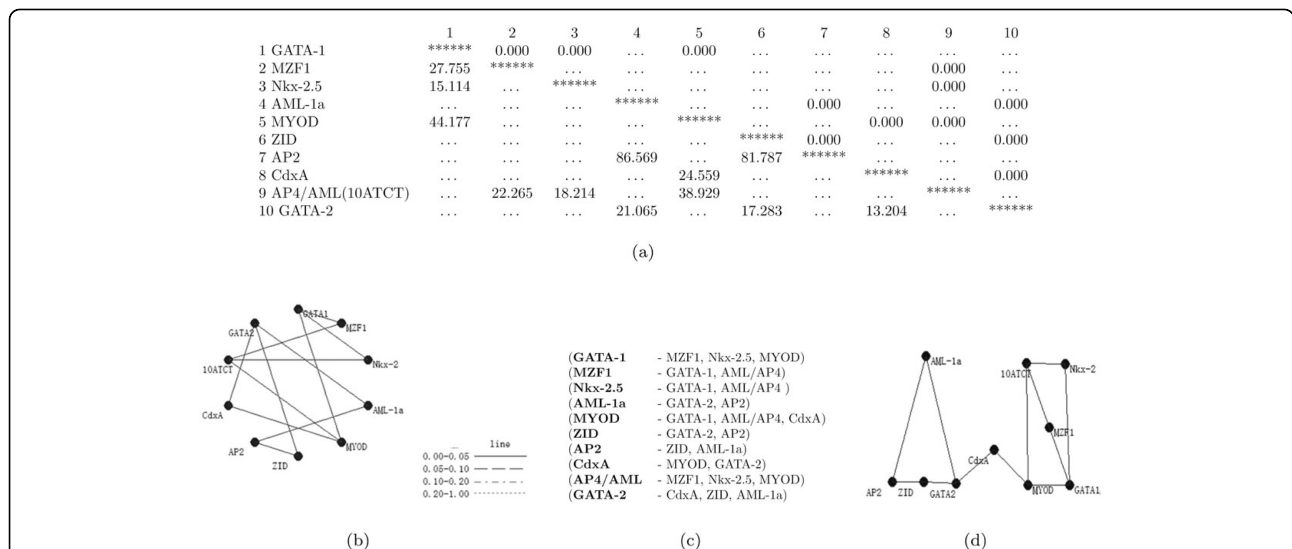 1 2 3 4 5 6 7 8 9 10
1 GATA-1 ****** 0.000 0.000 ... 0.000 ... ... ... ... ...
2 MZF1 27.755 ****** ... ... ... ... ... ... 0.000 ...
3 Nkx-2.5 15.114 ... ****** ... ... ... ... ... 0.000 ...
4 AML-1a ... ... ... ****** ... ... 0.000 ... ... 0.000
5 MYOD 44.177 ... ... ... ****** ... ... 0.000 0.000 ...
6 ZID ... ... ... ... ... ****** 0.000 ... ... 0.000
7 AP2 ... ... ... 86.569 ... 81.787 ****** ... ... ...
8 CdxA ... ... ... ... 24.559 ... ... ****** ... 0.000
9 AP4/AML(10ATCT) ... 22.265 18.214 ... 38.929 ... ... ... ****** ...
10 GATA-2 ... ... ... 21.065 ... 17.283 ... 13.204 ... ******
(a)
GATA1
GATA2
MZF1
10ATCT
Nkx-2
CdxA
AML-1a
AP2
MYOD
ZID
line
0.00-0.05
0.05-0.10
0.10-0.20
0.20-1.00
(b)
(GATA-1 - MZF1, Nkx-2.5, MYOD)
(MZF1 - GATA-1, AML/AP4)
(Nkx-2.5 - GATA-1, AML/AP4 )
(AML-1a - GATA-2, AP2)
(MYOD - GATA-1, AML/AP4, CdxA)
(ZID - GATA-2, AP2)
(AP2 - ZID, AML-1a)
(CdxA - MYOD, GATA-2)
(AP4/AML - MZF1, Nkx-2.5, MYOD)
(GATA-2 - CdxA, ZID, AML-1a)
(c)
AML-1a
10ATCT
Nkx-2
MZF1
CdxA
AP2
ZID
GATA2
MYOD
GATA1
(d)